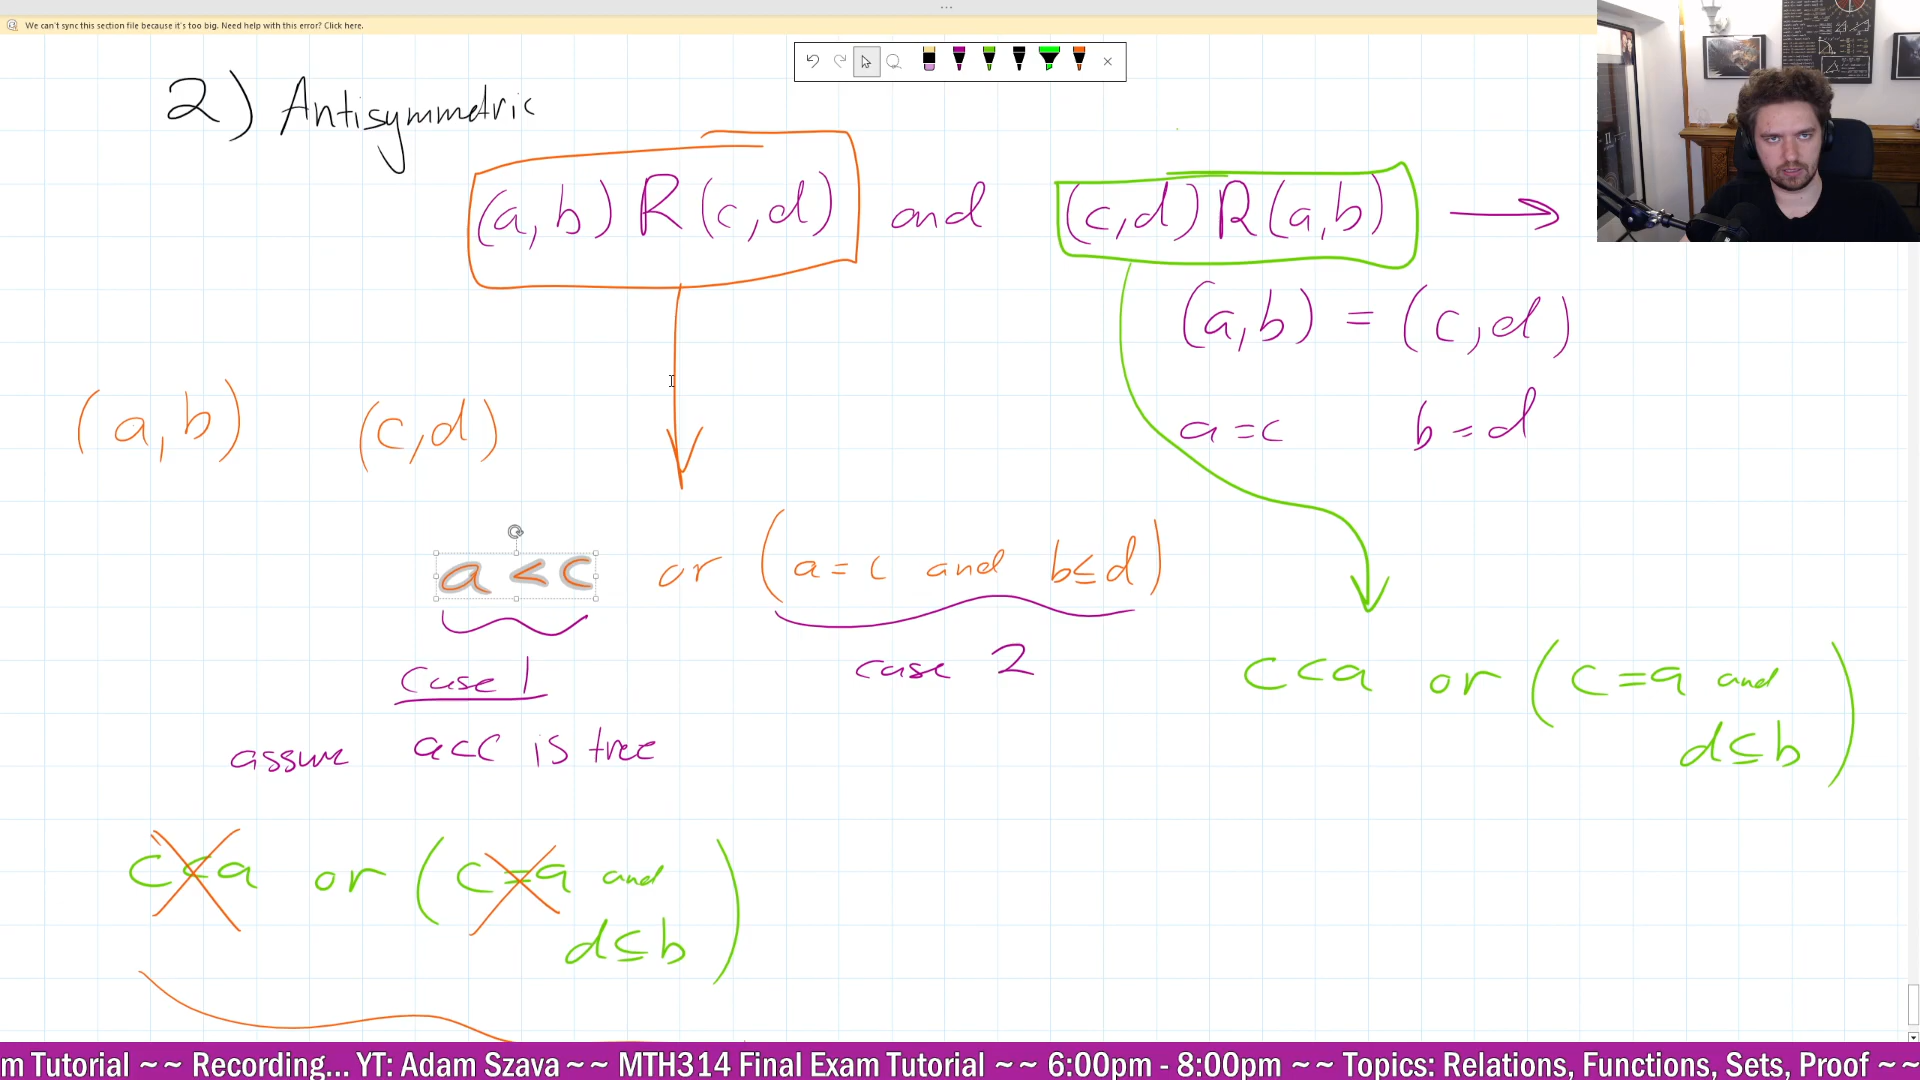 We can't sync this section file because it's too big. Need help with this error? Click here.
2) Antisymmetric
(a,b) R (c,d) and (c,d) R (a,b) →
(a,b) = (c,d)
a=c b=d
(a,b) (c,d)
a < c or (a=c and b≤d)
case 1 case 2
c<a or (c=a and
d≤b)
assume a<c is true
c<a or (c=a and
d≤b)
m Tutorial ~ ~ Recording... YT: Adam Szava ~ ~ MTH314 Final Exam Tutorial ~ ~ 6:00pm - 8:00pm ~ ~ Topics: Relations, Functions, Sets, Proof ~ ~